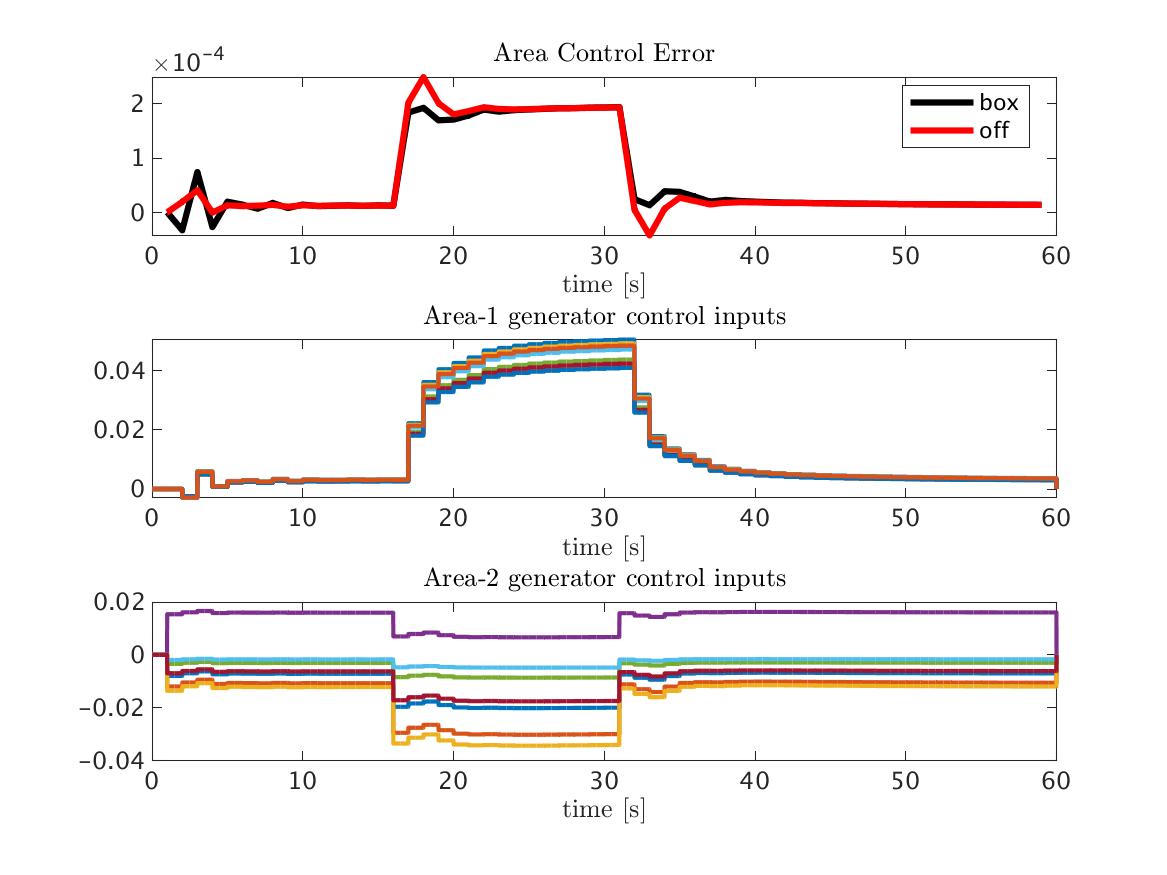 Area Control Error
×10⁻⁴
2
1
0
box
off
0 10 20 30 40 50 60
time [s]
Area-1 generator control inputs
0.04
0.02
0
0 10 20 30 40 50 60
time [s]
Area-2 generator control inputs
0.02
0
-0.02
-0.04
0 10 20 30 40 50 60
time [s]